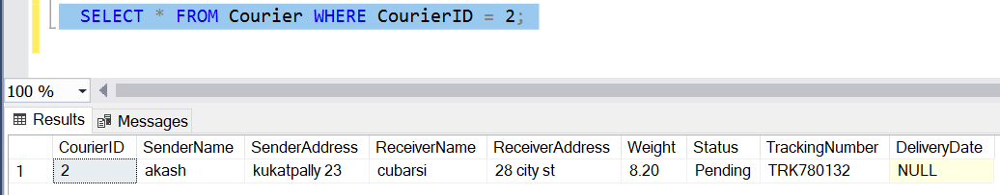 SELECT * FROM Courier WHERE CourierID = 2;
100 %
Results Messages
CourierID SenderName SenderAddress ReceiverName ReceiverAddress Weight Status TrackingNumber DeliveryDate
1 2 akash kukatpally 23 cubarsi 28 city st 8.20 Pending TRK780132 NULL